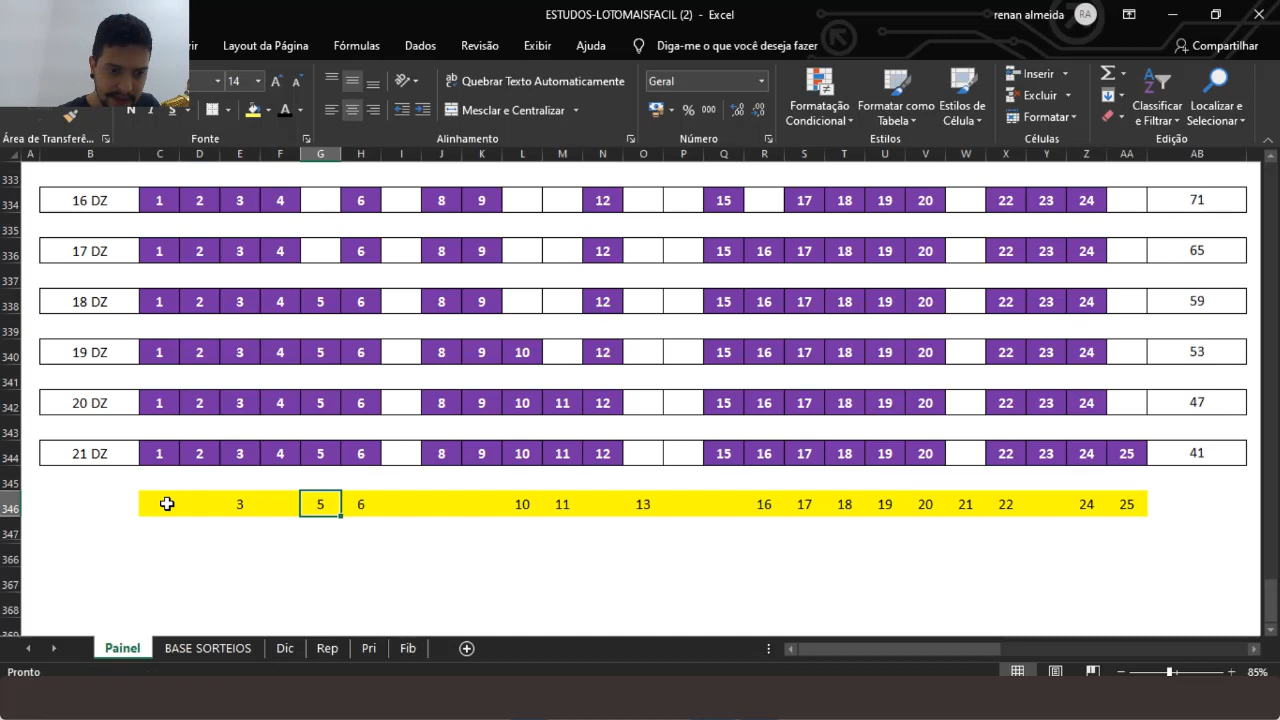 ESTUDOS-LOTOMAISFACIL (2) - Excel
renan almeida RA
Layout da Página Fórmulas Dados Revisão Exibir Ajuda Diga-me o que você deseja fazer Compartilhar
14 A A Quebrar Texto Automaticamente Geral Inserir
N S A Mesclar e Centralizar % 000 Formatação Condicional Formatar como Tabela Estilos de Célula Excluir Formatar Classificar e Filtrar Localizar e Selecionar
Área de Transferê... Fonte Alinhamento Número Estilos Células Edição
A B C D E F G H I J K L M N O P Q R S T U V W X Y Z AA AB
333
334 16 DZ 1 2 3 4 6 8 9 12 15 17 18 19 20 22 23 24 71
335
336 17 DZ 1 2 3 4 6 8 9 12 15 16 17 18 19 20 22 23 24 65
337
338 18 DZ 1 2 3 4 5 6 8 9 12 15 16 17 18 19 20 22 23 24 59
339
340 19 DZ 1 2 3 4 5 6 8 9 10 12 15 16 17 18 19 20 22 23 24 53
341
342 20 DZ 1 2 3 4 5 6 8 9 10 11 12 15 16 17 18 19 20 22 23 24 47
343
344 21 DZ 1 2 3 4 5 6 8 9 10 11 12 15 16 17 18 19 20 22 23 24 25 41
345
346 3 5 6 10 11 13 16 17 18 19 20 21 22 24 25
347
366
367
368
369
Painel BASE SORTEIOS Dic Rep Pri Fib
Pronto 85%